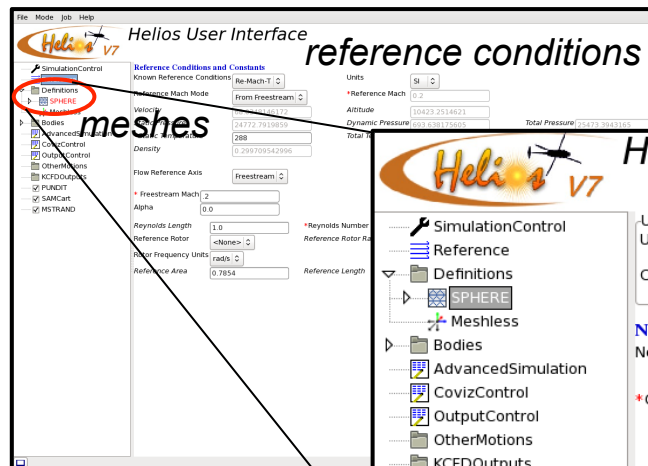 File Mode Job Help
Helios V7
Helios User Interface
reference conditions
SimulationControl
Definitions
SPHERE
Meshless
meshes
Bodies
AdvancedSimulation
CovizControl
OutputControl
OtherMotions
KCFDOutputs
PUNDIT
SAMCart
MSTRAND
Reference Conditions and Constants
Known Reference Conditions Re-Mach-T Units SI
Reference Mach Mode From Freestream *Reference Mach 0.2
Velocity Altitude 10423.2514621
24772.7919859 Dynamic Pressure 693.638175605 Total Pressure 25473.3943165
288
Density 0.299709542996
Flow Reference Axis Freestream
* Freestream Mach .2
Alpha 0.0
Reynolds Length 1.0 *Reynolds Number
Reference Rotor <None>
Rotor Frequency Units rad/s
Reference Area 0.7854 Reference Length
Helios V7
H
SimulationControl
Reference
Definitions
SPHERE
Meshless
Bodies
AdvancedSimulation
CovizControl
OutputControl
OtherMotions
KCFDOutputs